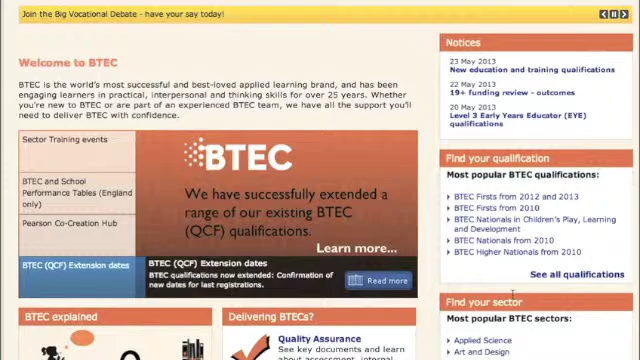 Join the Big Vocational Debate - have your say today!
Welcome to BTEC
BTEC is the world's most successful and best-loved applied learning brand, and has been
engaging learners in practical, interpersonal and thinking skills for over 25 years. Whether
you're new to BTEC or are part of an experienced BTEC team, we have all the support you'll
need to deliver BTEC with confidence.
Sector Training events
BTEC and School
Performance Tables (England
only)
Pearson Co-Creation Hub
BTEC (QCF) Extension dates
BTEC
We have successfully extended a
range of our existing BTEC
(QCF) qualifications.
Learn more...
BTEC (QCF) Extension dates
BTEC qualifications now extended: Confirmation of
new dates for last registrations.
Read more
BTEC explained
Delivering BTECs?
Quality Assurance
See key documents and learn
about assessment, internal
Notices
23 May 2013
New education and training qualifications
22 May 2013
19+ funding review - outcomes
20 May 2013
Level 3 Early Years Educator (EYE)
qualifications
Find your qualification
Most popular BTEC qualifications:
BTEC Firsts from 2012 and 2013
BTEC Firsts from 2010
BTEC Nationals in Children's Play, Learning
and Development
BTEC Nationals from 2010
BTEC Higher Nationals from 2010
See all qualifications
Find your sector
Most popular BTEC sectors:
Applied Science
Art and Design